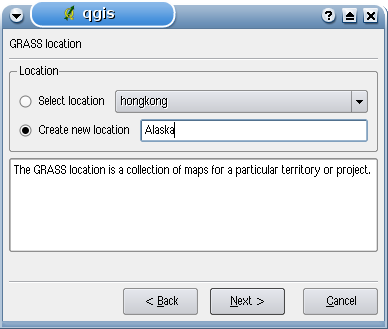 qgis
GRASS location
Location
Select location
hongkong
Create new location
Alaska
The GRASS location is a collection of maps for a particular territory or project.
< Back
Next >
Cancel